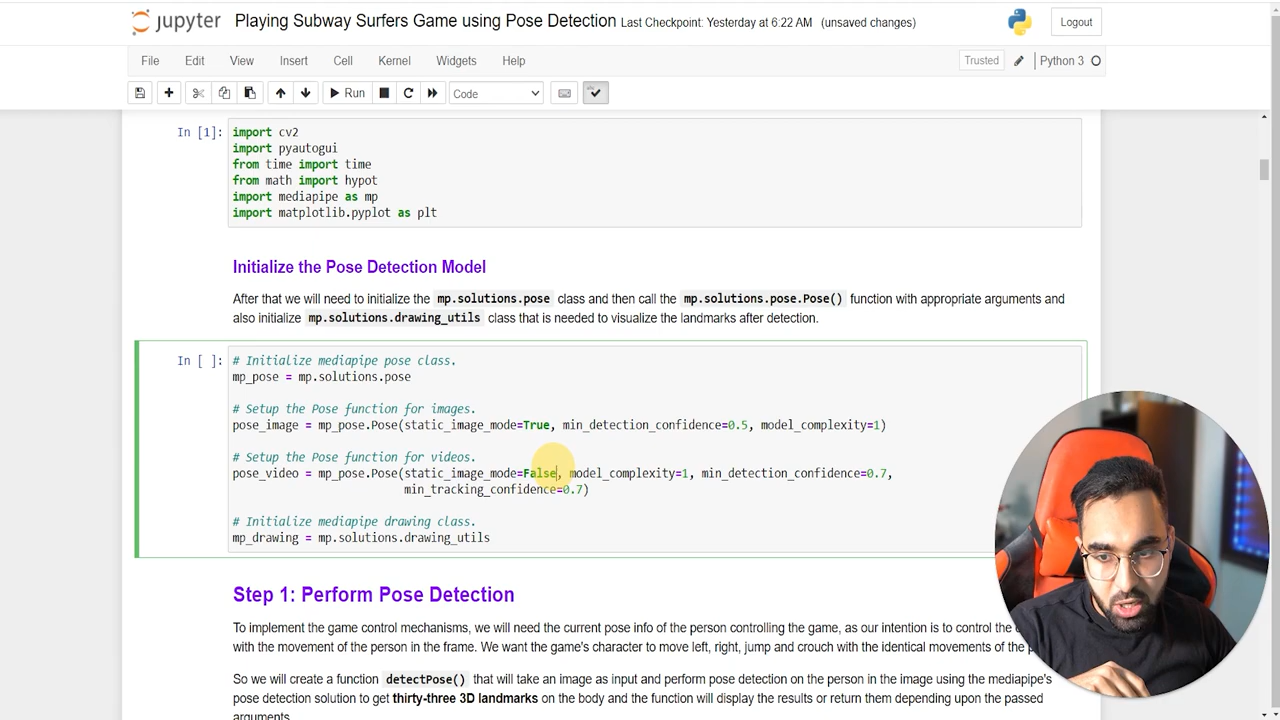 jupyter Playing Subway Surfers Game using Pose Detection Last Checkpoint: Yesterday at 6:22 AM (unsaved changes) Logout
File Edit View Insert Cell Kernel Widgets Help Trusted Python 3
Run Code
In [1]: import cv2
import pyautogui
from time import time
from math import hypot
import mediapipe as mp
import matplotlib.pyplot as plt
Initialize the Pose Detection Model
After that we will need to initialize the mp.solutions.pose class and then call the mp.solutions.pose.Pose() function with appropriate arguments and
also initialize mp.solutions.drawing_utils class that is needed to visualize the landmarks after detection.
In [ ]: # Initialize mediapipe pose class.
mp_pose = mp.solutions.pose
# Setup the Pose function for images.
pose_image = mp_pose.Pose(static_image_mode=True, min_detection_confidence=0.5, model_complexity=1)
# Setup the Pose function for videos.
pose_video = mp_pose.Pose(static_image_mode=False, model_complexity=1, min_detection_confidence=0.7,
min_tracking_confidence=0.7)
# Initialize mediapipe drawing class.
mp_drawing = mp.solutions.drawing_utils
Step 1: Perform Pose Detection
To implement the game control mechanisms, we will need the current pose info of the person controlling the game, as our intention is to control the
with the movement of the person in the frame. We want the game's character to move left, right, jump and crouch with the identical movements of the
So we will create a function detectPose() that will take an image as input and perform pose detection on the person in the image using the mediapipe's
pose detection solution to get thirty-three 3D landmarks on the body and the function will display the results or return them depending upon the passed
arguments